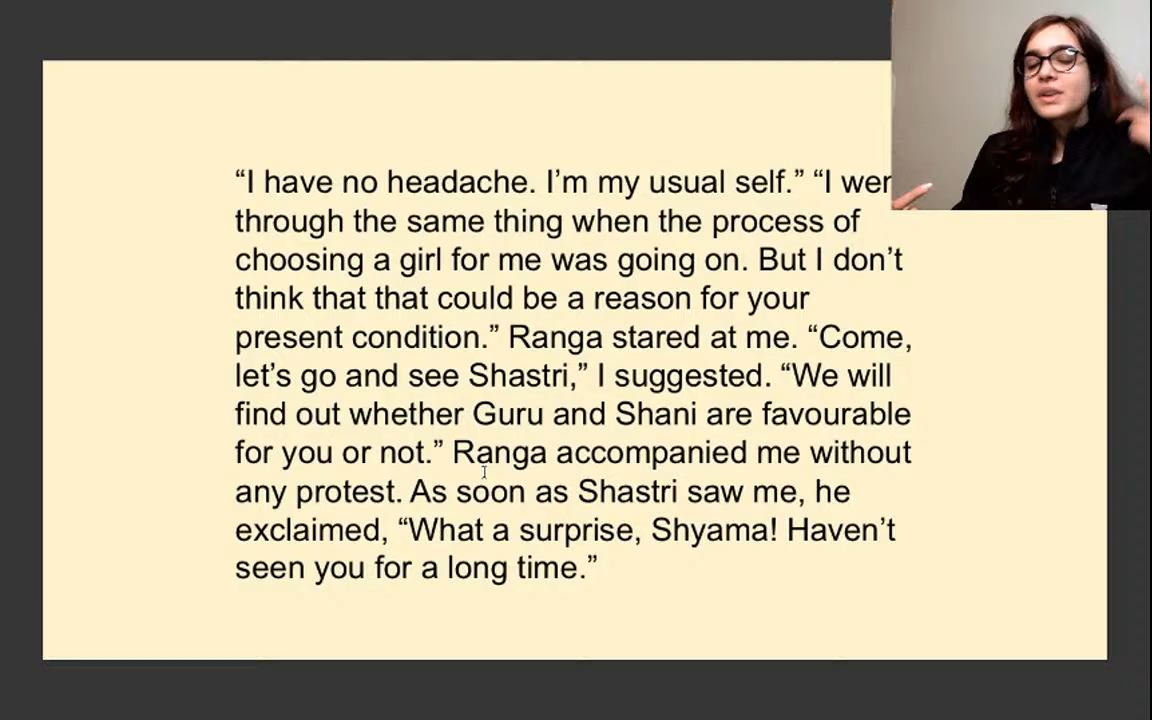 “I have no headache. I’m my usual self.” “I
through the same thing when the process of
choosing a girl for me was going on. But I don’t
think that that could be a reason for your
present condition.” Ranga stared at me. “Come,
let’s go and see Shastri,” I suggested. “We will
find out whether Guru and Shani are favourable
for you or not.” Ranga accompanied me without
any protest. As soon as Shastri saw me, he
exclaimed, “What a surprise, Shyama! Haven’t
seen you for a long time.”